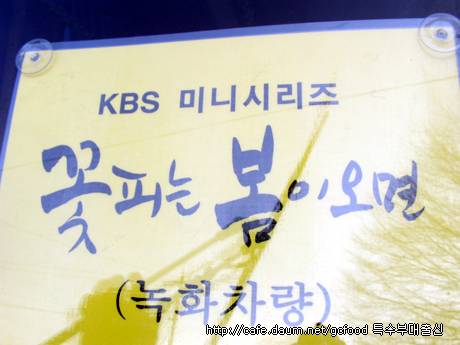 KBS 미니시리즈
꽃피는 봄이오면
(녹화차량)
http://cafe.daum.net/gcfood 특수부대출신